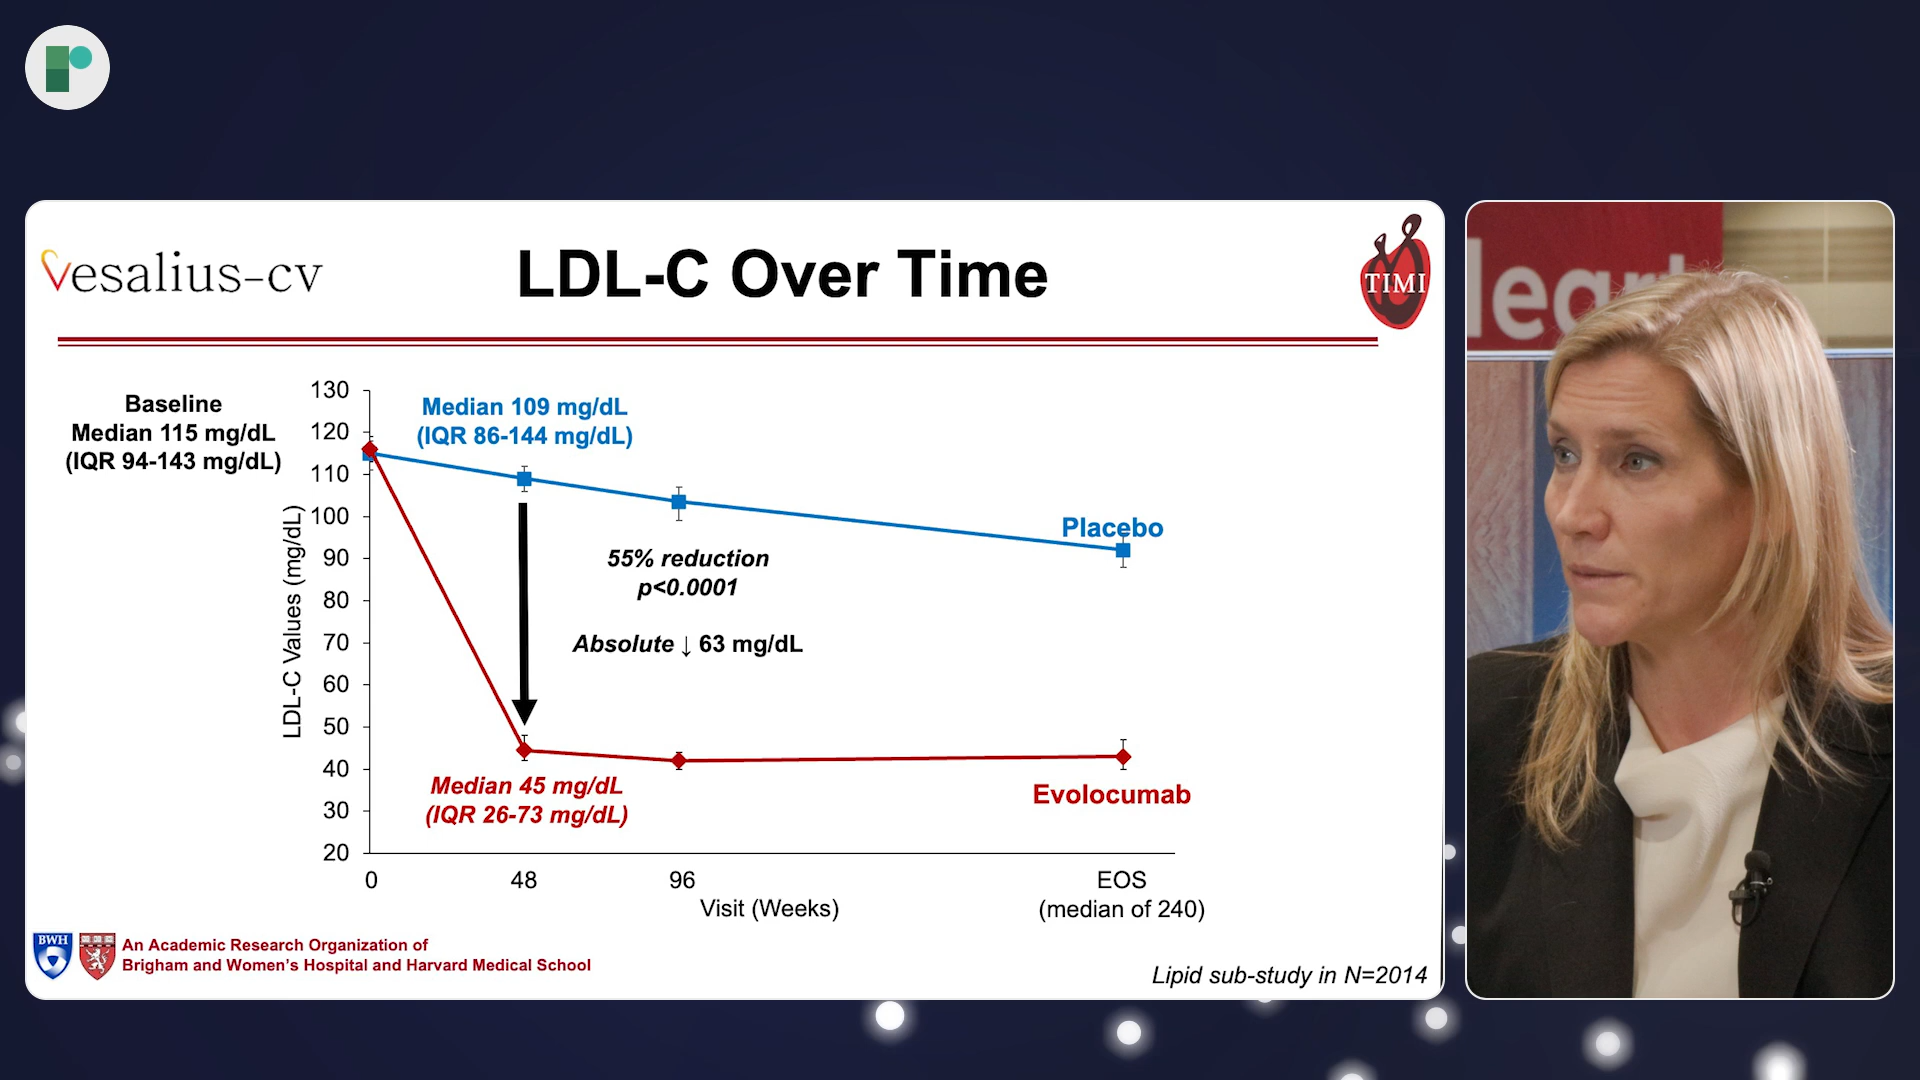 Vesalius-cv
LDL-C Over Time
TIMI
Baseline
Median 115 mg/dL
(IQR 94-143 mg/dL)
Median 109 mg/dL
(IQR 86-144 mg/dL)
130
120
110
100
90
80
70
60
50
40
30
20
LDL-C Values (mg/dL)
Placebo
55% reduction
p<0.0001
Absolute ↓ 63 mg/dL
Median 45 mg/dL
(IQR 26-73 mg/dL)
Evolocumab
0 48 96 EOS
Visit (Weeks) (median of 240)
BWH
An Academic Research Organization of
Brigham and Women's Hospital and Harvard Medical School
Lipid sub-study in N=2014